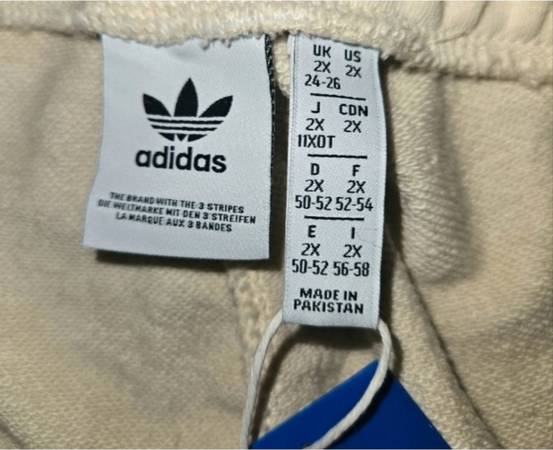 adidas
THE BRAND WITH THE 3 STRIPES
DIE WELTMARKE MIT DEN 3 STREIFEN
LA MARQUE AUX 3 BANDES
UK US
2X 2X
24-26
J CDN
2X 2X
11XOT
D F
2X 2X
50-52 52-54
E I
2X 2X
50-52 56-58
MADE IN
PAKISTAN